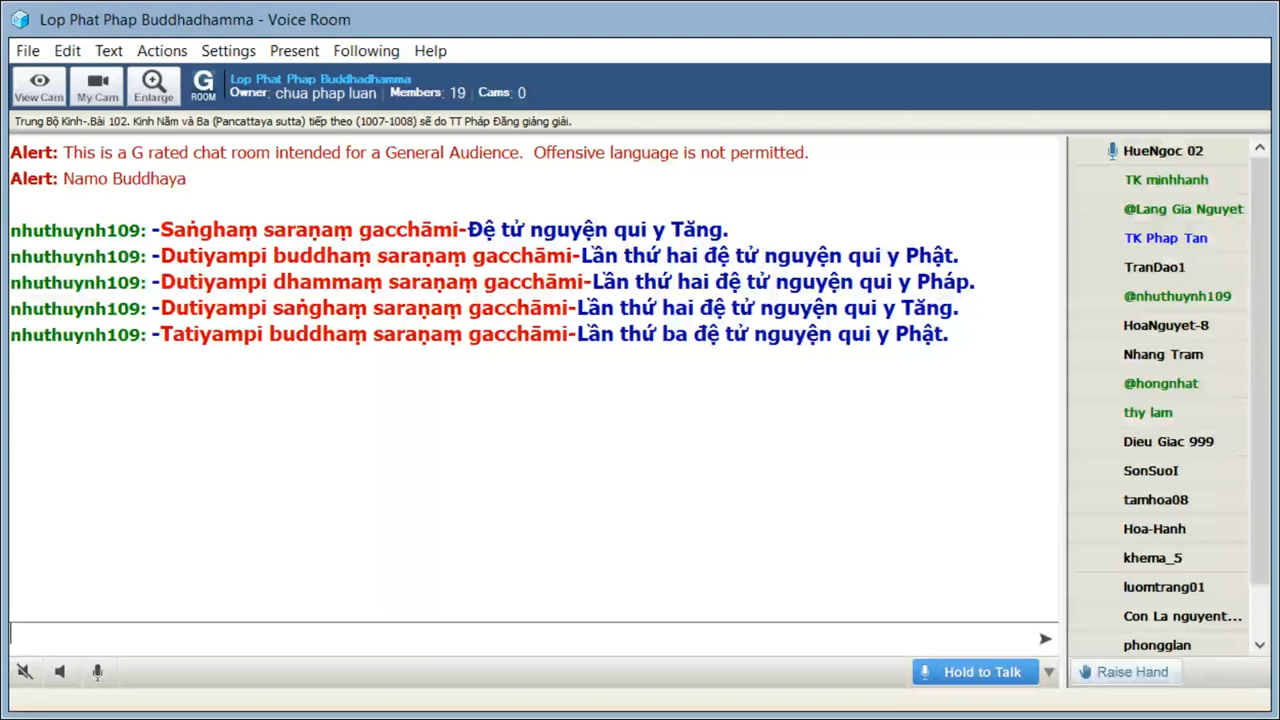 Lop Phat Phap Buddhadhamma - Voice Room
File Edit Text Actions Settings Present Following Help
View Cam My Cam Enlarge G ROOM
Lop Phat Phap Buddhadhamma
Owner: chua phap luan Members: 19 Cams: 0
Trung Bộ Kinh-.Bài 102. Kinh Năm và Ba (Pancattaya sutta) tiếp theo (1007-1008) sẽ do TT Pháp Đăng giảng giải.
Alert: This is a G rated chat room intended for a General Audience. Offensive language is not permitted.
Alert: Namo Buddhaya
nhuthuynh109: -Saṅghaṃ saraṇaṃ gacchāmi-Đệ tử nguyện qui y Tăng.
nhuthuynh109: -Dutiyampi buddhaṃ saraṇaṃ gacchāmi-Lần thứ hai đệ tử nguyện qui y Phật.
nhuthuynh109: -Dutiyampi dhammaṃ saraṇaṃ gacchāmi-Lần thứ hai đệ tử nguyện qui y Pháp.
nhuthuynh109: -Dutiyampi saṅghaṃ saraṇaṃ gacchāmi-Lần thứ hai đệ tử nguyện qui y Tăng.
nhuthuynh109: -Tatiyampi buddhaṃ saraṇaṃ gacchāmi-Lần thứ ba đệ tử nguyện qui y Phật.
HueNgoc 02
TK minhhanh
@Lang Gia Nguyet
TK Phap Tan
TranDao1
@nhuthuynh109
HoaNguyet-8
Nhang Tram
@hongnhat
thy lam
Dieu Giac 999
SonSuoI
tamhoa08
Hoa-Hanh
khema_5
luomtrang01
Con La nguyent...
phongglan
Hold to Talk
Raise Hand